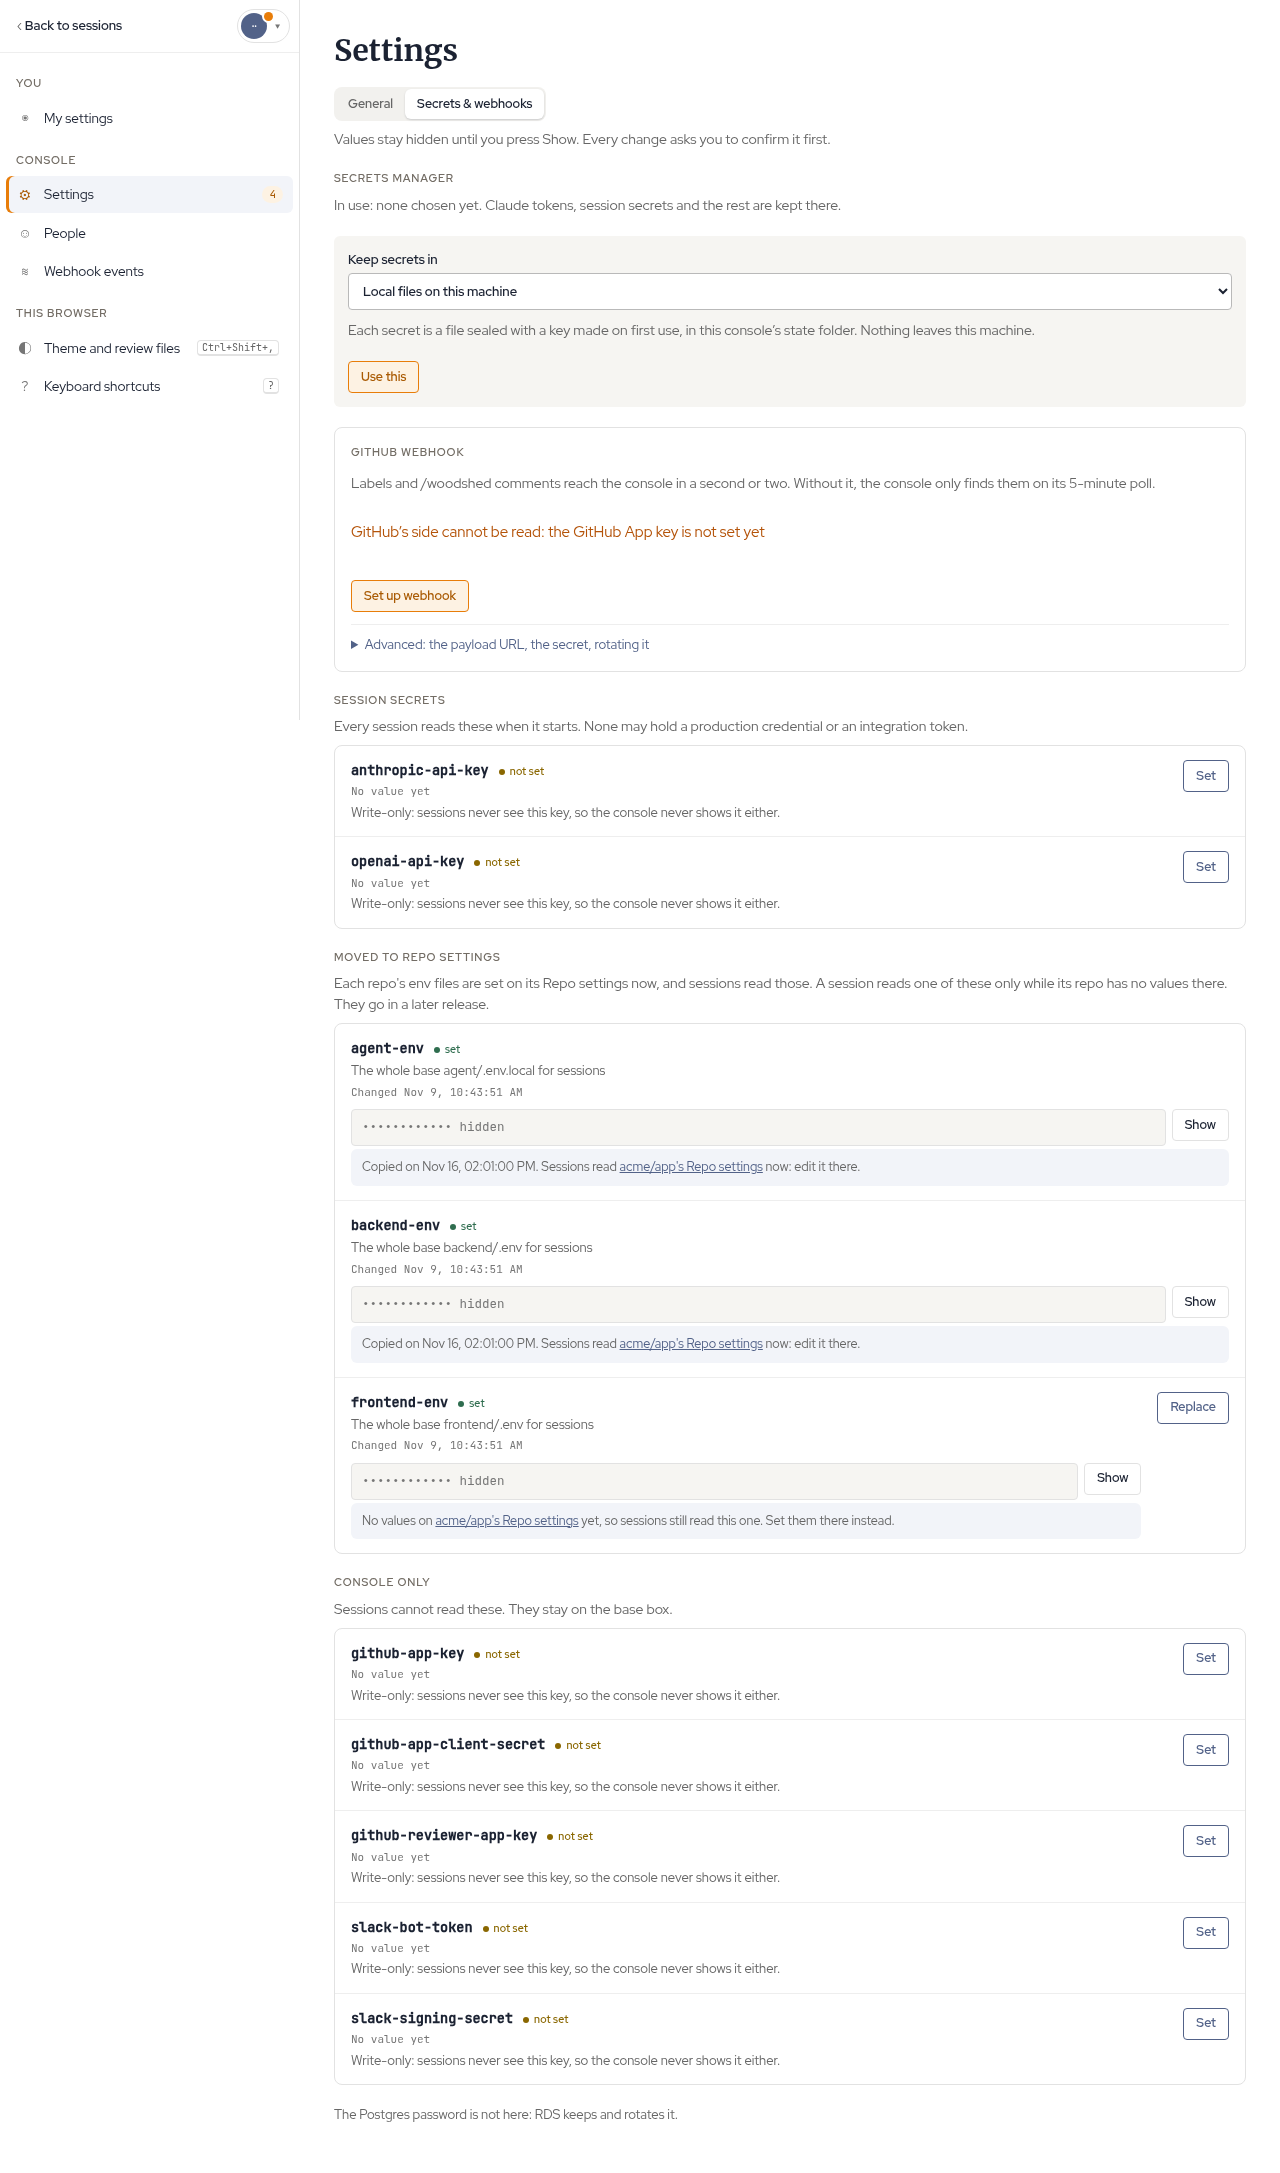 ‹ Back to sessions
YOU
My settings
CONSOLE
Settings 4
People
Webhook events
THIS BROWSER
Theme and review files Ctrl+Shift+,
? Keyboard shortcuts ?
Settings
General Secrets & webhooks
Values stay hidden until you press Show. Every change asks you to confirm it first.
SECRETS MANAGER
In use: none chosen yet. Claude tokens, session secrets and the rest are kept there.
Keep secrets in
Local files on this machine
Each secret is a file sealed with a key made on first use, in this console’s state folder. Nothing leaves this machine.
Use this
GITHUB WEBHOOK
Labels and /woodshed comments reach the console in a second or two. Without it, the console only finds them on its 5-minute poll.
GitHub’s side cannot be read: the GitHub App key is not set yet
Set up webhook
Advanced: the payload URL, the secret, rotating it
SESSION SECRETS
Every session reads these when it starts. None may hold a production credential or an integration token.
anthropic-api-key not set
Set
No value yet
Write-only: sessions never see this key, so the console never shows it either.
openai-api-key not set
Set
No value yet
Write-only: sessions never see this key, so the console never shows it either.
MOVED TO REPO SETTINGS
Each repo's env files are set on its Repo settings now, and sessions read those. A session reads one of these only while its repo has no values there.
They go in a later release.
agent-env set
The whole base agent/.env.local for sessions
Changed Nov 9, 10:43:51 AM
•••••••••••• hidden
Show
Copied on Nov 16, 02:01:00 PM. Sessions read acme/app's Repo settings now: edit it there.
backend-env set
The whole base backend/.env for sessions
Changed Nov 9, 10:43:51 AM
•••••••••••• hidden
Show
Copied on Nov 16, 02:01:00 PM. Sessions read acme/app's Repo settings now: edit it there.
frontend-env set
Replace
The whole base frontend/.env for sessions
Changed Nov 9, 10:43:51 AM
•••••••••••• hidden
Show
No values on acme/app's Repo settings yet, so sessions still read this one. Set them there instead.
CONSOLE ONLY
Sessions cannot read these. They stay on the base box.
github-app-key not set
Set
No value yet
Write-only: sessions never see this key, so the console never shows it either.
github-app-client-secret not set
Set
No value yet
Write-only: sessions never see this key, so the console never shows it either.
github-reviewer-app-key not set
Set
No value yet
Write-only: sessions never see this key, so the console never shows it either.
slack-bot-token not set
Set
No value yet
Write-only: sessions never see this key, so the console never shows it either.
slack-signing-secret not set
Set
No value yet
Write-only: sessions never see this key, so the console never shows it either.
The Postgres password is not here: RDS keeps and rotates it.